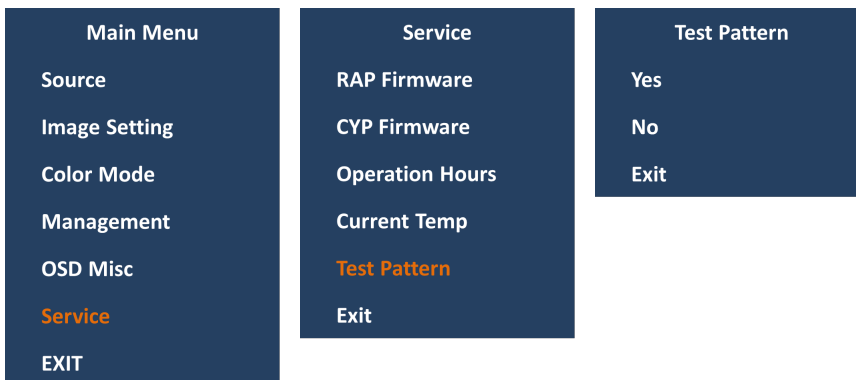 Main Menu
Source
Image Setting
Color Mode
Management
OSD Misc
Service
EXIT
Service
RAP Firmware
CYP Firmware
Operation Hours
Current Temp
Test Pattern
Exit
Test Pattern
Yes
No
Exit